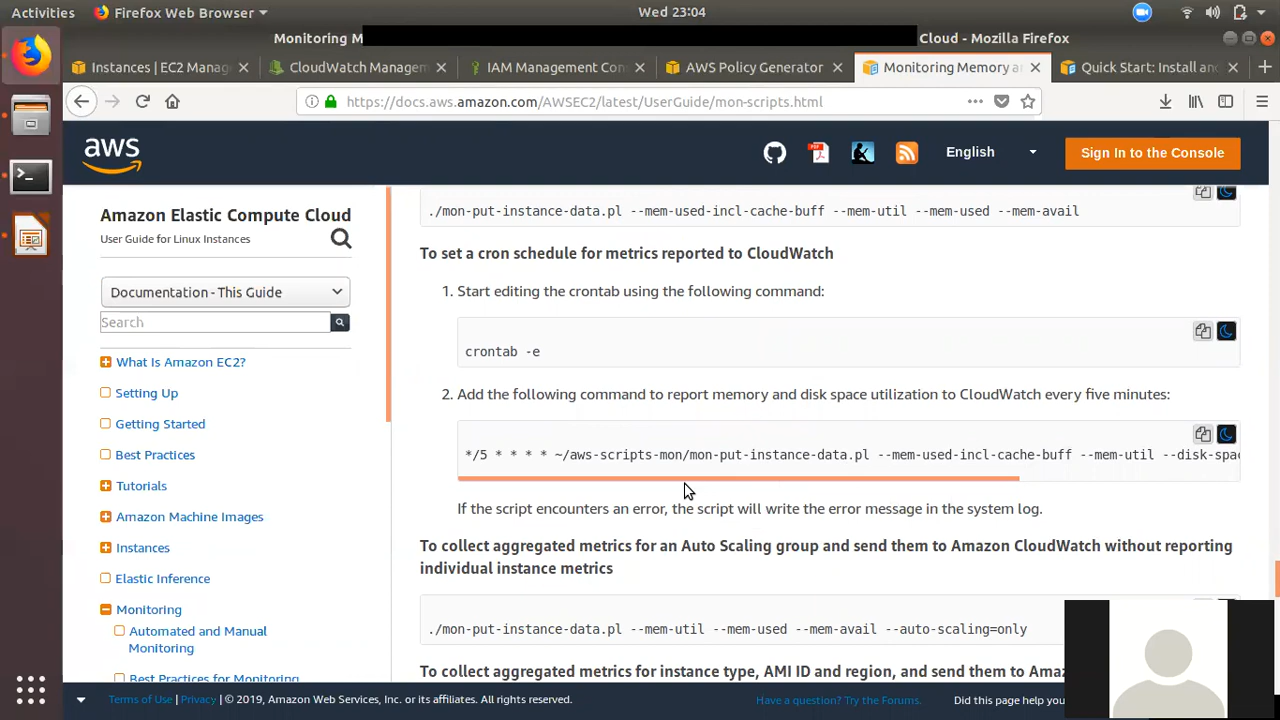 Activities Firefox Web Browser Wed 23:04
Monitoring M Cloud - Mozilla Firefox
Instances | EC2 Manag CloudWatch Managem IAM Management Con AWS Policy Generator Monitoring Memory a Quick Start: Install an
https://docs.aws.amazon.com/AWSEC2/latest/UserGuide/mon-scripts.html
aws English Sign In to the Console
Amazon Elastic Compute Cloud
User Guide for Linux Instances
Documentation - This Guide
Search
What Is Amazon EC2?
Setting Up
Getting Started
Best Practices
Tutorials
Amazon Machine Images
Instances
Elastic Inference
Monitoring
Automated and Manual
Monitoring
Best Practices for Monitoring
./mon-put-instance-data.pl --mem-used-incl-cache-buff --mem-util --mem-used --mem-avail
To set a cron schedule for metrics reported to CloudWatch
1. Start editing the crontab using the following command:
crontab -e
2. Add the following command to report memory and disk space utilization to CloudWatch every five minutes:
*/5 * * * * ~/aws-scripts-mon/mon-put-instance-data.pl --mem-used-incl-cache-buff --mem-util --disk-spac
If the script encounters an error, the script will write the error message in the system log.
To collect aggregated metrics for an Auto Scaling group and send them to Amazon CloudWatch without reporting
individual instance metrics
./mon-put-instance-data.pl --mem-util --mem-used --mem-avail --auto-scaling=only
To collect aggregated metrics for instance type, AMI ID and region, and send them to Amaz
Terms of Use | Privacy | © 2019, Amazon Web Services, Inc. or its affiliates. All rights reserved. Have a question? Try the Forums. Did this page help you